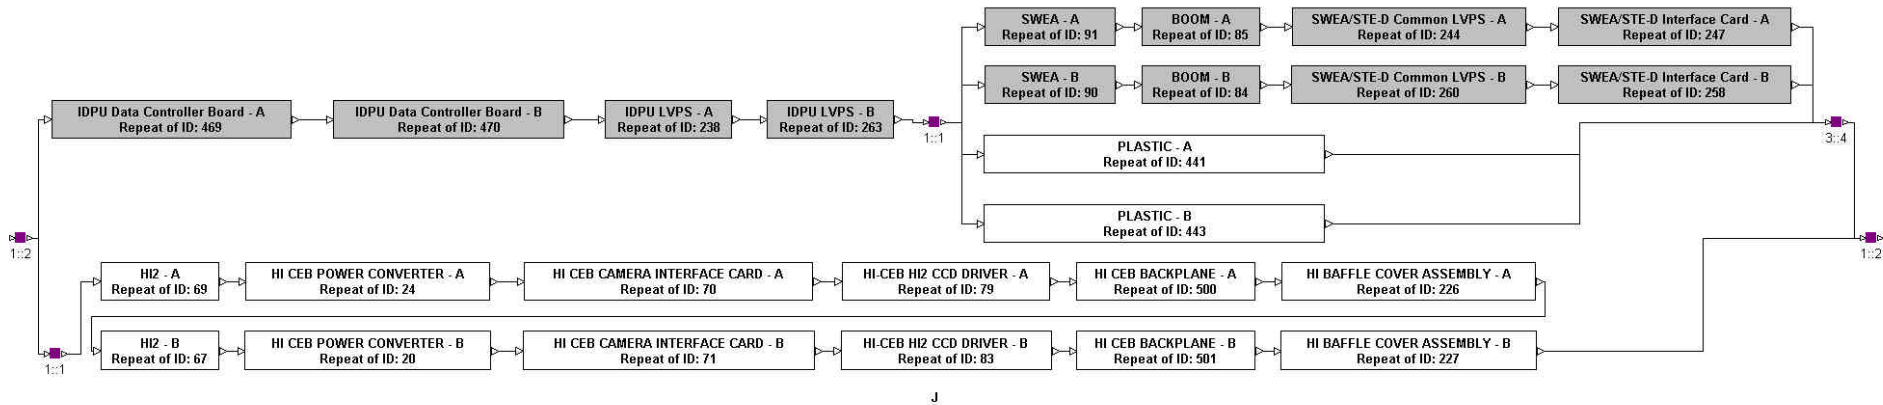 SWEA - A
Repeat of ID: 91
BOOM - A
Repeat of ID: 85
SWEA/STE-D Common LVPS - A
Repeat of ID: 244
SWEA/STE-D Interface Card - A
Repeat of ID: 247
SWEA - B
Repeat of ID: 90
BOOM - B
Repeat of ID: 84
SWEA/STE-D Common LVPS - B
Repeat of ID: 260
SWEA/STE-D Interface Card - B
Repeat of ID: 258
IDPU Data Controller Board - A
Repeat of ID: 469
IDPU Data Controller Board - B
Repeat of ID: 470
IDPU LVPS - A
Repeat of ID: 238
IDPU LVPS - B
Repeat of ID: 263
1::1
3::4
PLASTIC - A
Repeat of ID: 441
PLASTIC - B
Repeat of ID: 443
1::2
1::2
HI2 - A
Repeat of ID: 69
HI CEB POWER CONVERTER - A
Repeat of ID: 24
HI CEB CAMERA INTERFACE CARD - A
Repeat of ID: 70
HI-CEB HI2 CCD DRIVER - A
Repeat of ID: 79
HI CEB BACKPLANE - A
Repeat of ID: 500
HI BAFFLE COVER ASSEMBLY - A
Repeat of ID: 226
HI2 - B
Repeat of ID: 67
HI CEB POWER CONVERTER - B
Repeat of ID: 20
HI CEB CAMERA INTERFACE CARD - B
Repeat of ID: 71
HI-CEB HI2 CCD DRIVER - B
Repeat of ID: 83
HI CEB BACKPLANE - B
Repeat of ID: 501
HI BAFFLE COVER ASSEMBLY - B
Repeat of ID: 227
1::1
J